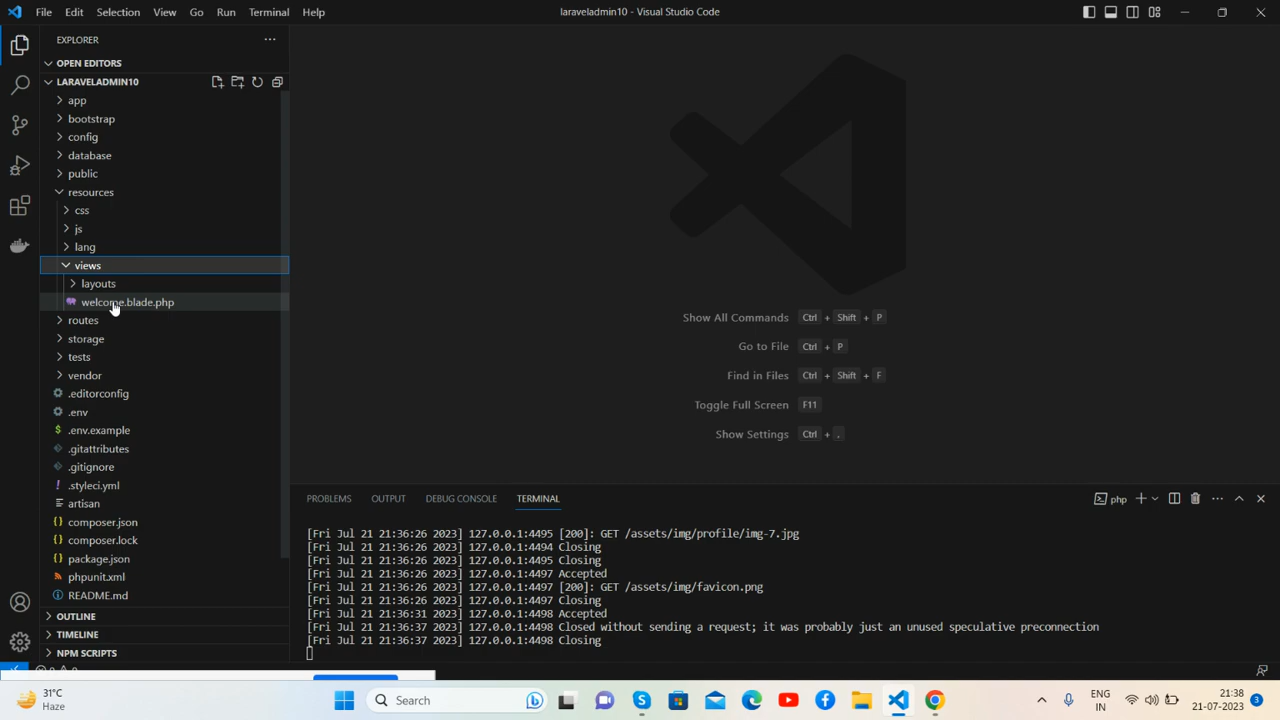 File Edit Selection View Go Run Terminal Help
laraveladmin10 - Visual Studio Code
EXPLORER
OPEN EDITORS
LARAVELADMIN10
app
bootstrap
config
database
public
resources
css
js
lang
views
layouts
welcome.blade.php
routes
storage
tests
vendor
.editorconfig
.env
$ .env.example
.gitattributes
.gitignore
! .styleci.yml
artisan
{} composer.json
{} composer.lock
{} package.json
phpunit.xml
README.md
OUTLINE
TIMELINE
NPM SCRIPTS
Show All Commands Ctrl + Shift + P
Go to File Ctrl + P
Find in Files Ctrl + Shift + F
Toggle Full Screen F11
Show Settings Ctrl + ,
PROBLEMS OUTPUT DEBUG CONSOLE TERMINAL
php
[Fri Jul 21 21:36:26 2023] 127.0.0.1:4495 [200]: GET /assets/img/profile/img-7.jpg
[Fri Jul 21 21:36:26 2023] 127.0.0.1:4494 Closing
[Fri Jul 21 21:36:26 2023] 127.0.0.1:4495 Closing
[Fri Jul 21 21:36:26 2023] 127.0.0.1:4497 Accepted
[Fri Jul 21 21:36:26 2023] 127.0.0.1:4497 [200]: GET /assets/img/favicon.png
[Fri Jul 21 21:36:26 2023] 127.0.0.1:4497 Closing
[Fri Jul 21 21:36:31 2023] 127.0.0.1:4498 Accepted
[Fri Jul 21 21:36:37 2023] 127.0.0.1:4498 Closed without sending a request; it was probably just an unused speculative preconnection
[Fri Jul 21 21:36:37 2023] 127.0.0.1:4498 Closing
31°C
Haze
Search
ENG
IN
21:38
21-07-2023
3